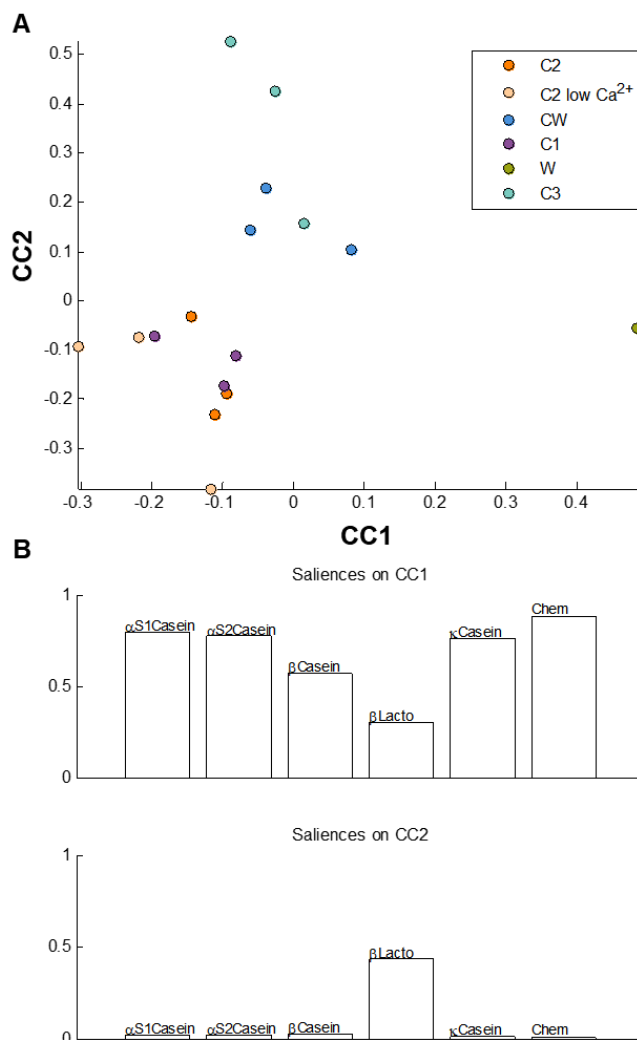 A
0.5
0.4
0.3
0.2
0.1
0
-0.1
-0.2
-0.3
CC2
C2
C2 low Ca²⁺
CW
C1
W
C3
-0.3 -0.2 -0.1 0 0.1 0.2 0.3 0.4
CC1
B
Saliences on CC1
1
0.5
0
αS1Casein αS2Casein βCasein βLacto κCasein Chem
Saliences on CC2
1
0.5
0
αS1Casein αS2Casein βCasein βLacto κCasein Chem